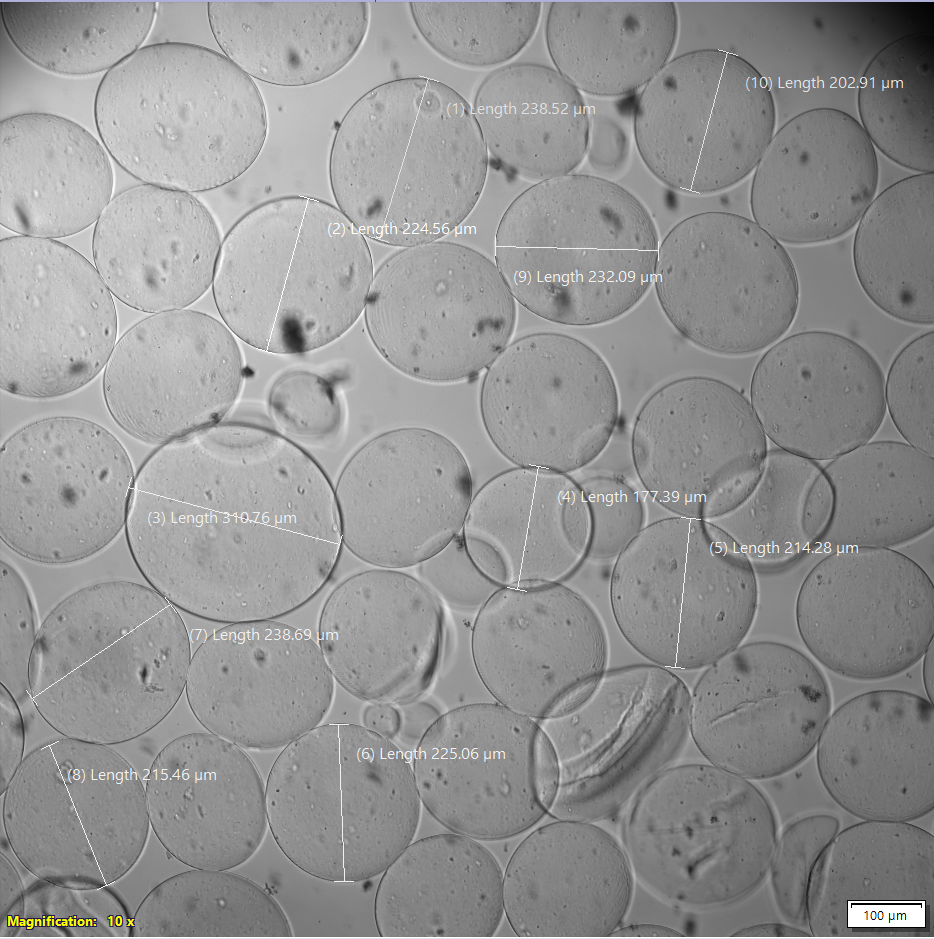 (10) Length 202.91 µm
(1) Length 238.52 µm
(2) Length 224.56 µm
(9) Length 232.09 µm
(4) Length 177.39 µm
(3) Length 310.76 µm
(5) Length 214.28 µm
(7) Length 238.69 µm
(6) Length 225.06 µm
(8) Length 215.46 µm
100 µm
Magnification: 10 x